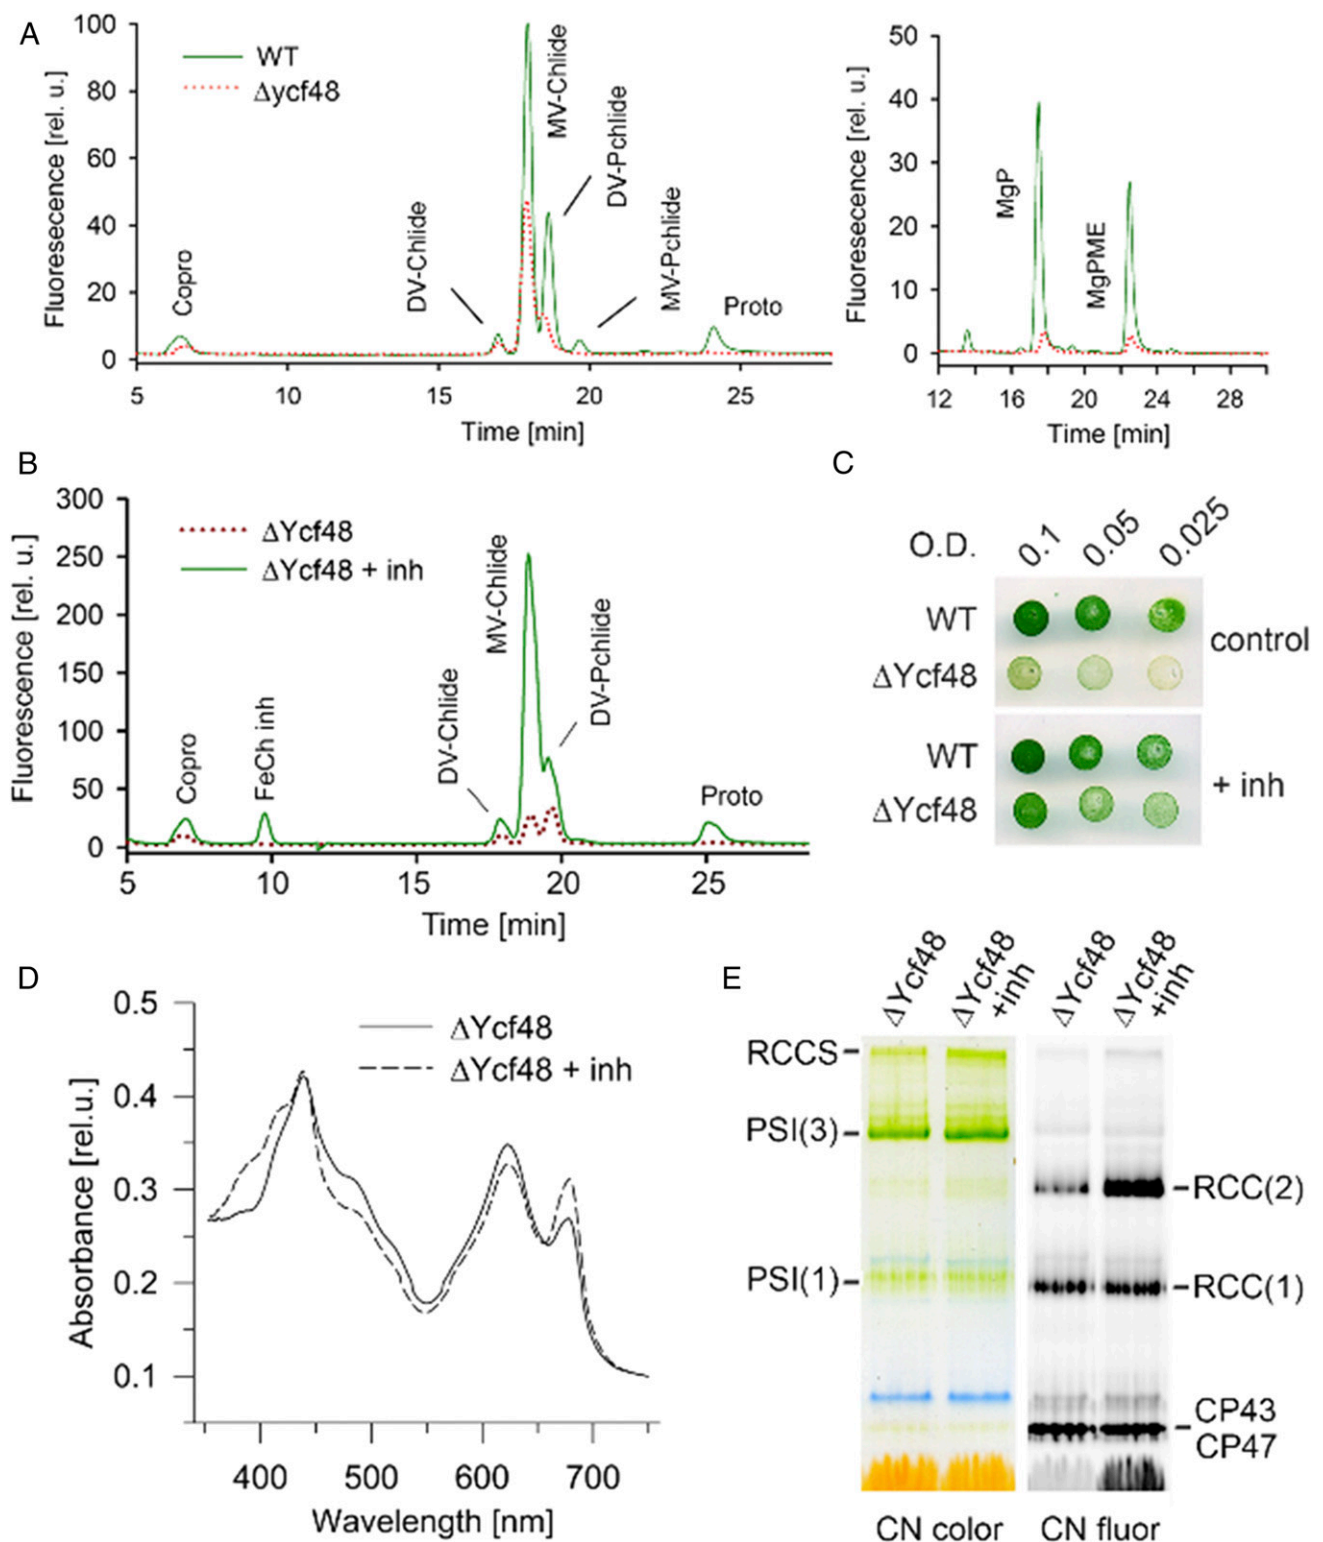 A
Fluoresecence [rel. u.]
100
80
60
40
20
0
WT
Δycf48
Copro
DV-Chlide
MV-Chlide
DV-Pchlide
MV-Pchlide
Proto
5 10 15 20 25
Time [min]
Fluoresecence [rel. u.]
50
40
30
20
10
0
MgP
MgPME
12 16 20 24 28
Time [min]
B
Fluorescence [rel. u.]
300
250
200
150
100
50
0
ΔYcf48
ΔYcf48 + inh
Copro
FeCh inh
DV-Chlide
MV-Chlide
DV-Pchlide
Proto
5 10 15 20 25
Time [min]
C
O.D. 0.1 0.05 0.025
WT
ΔYcf48
control
WT
ΔYcf48
+ inh
D
Absorbance [rel.u.]
0.5
0.4
0.3
0.2
0.1
ΔYcf48
ΔYcf48 + inh
400 500 600 700
Wavelength [nm]
E
ΔYcf48
ΔYcf48
+inh
ΔYcf48
ΔYcf48
+inh
RCCS
PSI(3)
PSI(1)
RCC(2)
RCC(1)
CP43
CP47
CN color
CN fluor